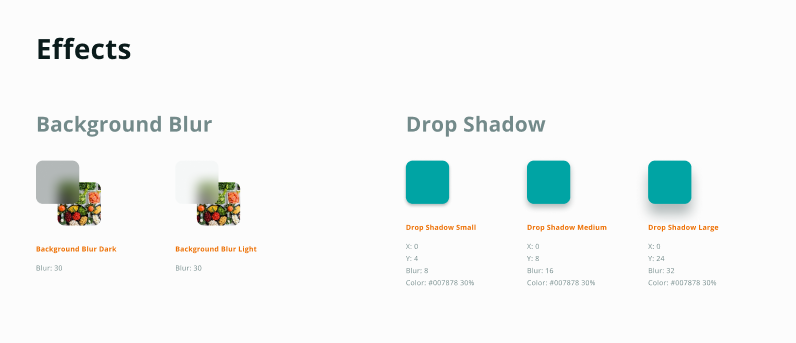 Effects
Background Blur
Background Blur Dark
Blur: 30
Background Blur Light
Blur: 30
Drop Shadow
Drop Shadow Small
X: 0
Y: 4
Blur: 8
Color: #007878 30%
Drop Shadow Medium
X: 0
Y: 8
Blur: 16
Color: #007878 30%
Drop Shadow Large
X: 0
Y: 24
Blur: 32
Color: #007878 30%